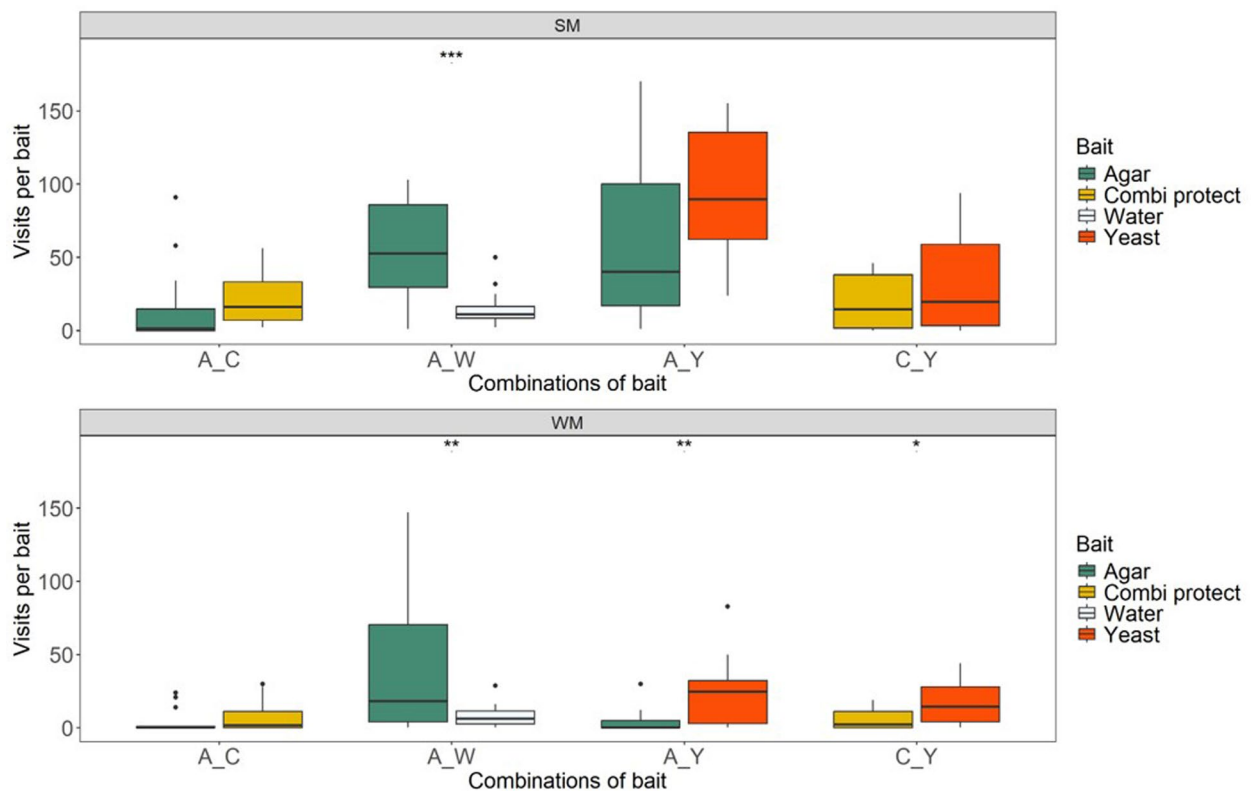 SM
***
Visits per bait
150
100
50
0
A_C A_W A_Y C_Y
Combinations of bait
Bait
Agar
Combi protect
Water
Yeast
WM
** ** *
Visits per bait
150
100
50
0
A_C A_W A_Y C_Y
Combinations of bait
Bait
Agar
Combi protect
Water
Yeast